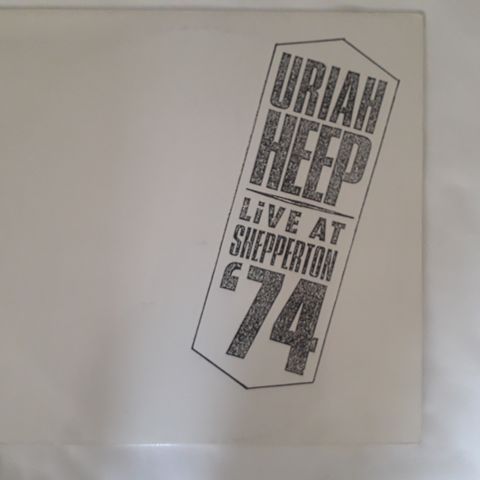 URIAH
HEEP
LiVE AT
SHEPPERTON
'74